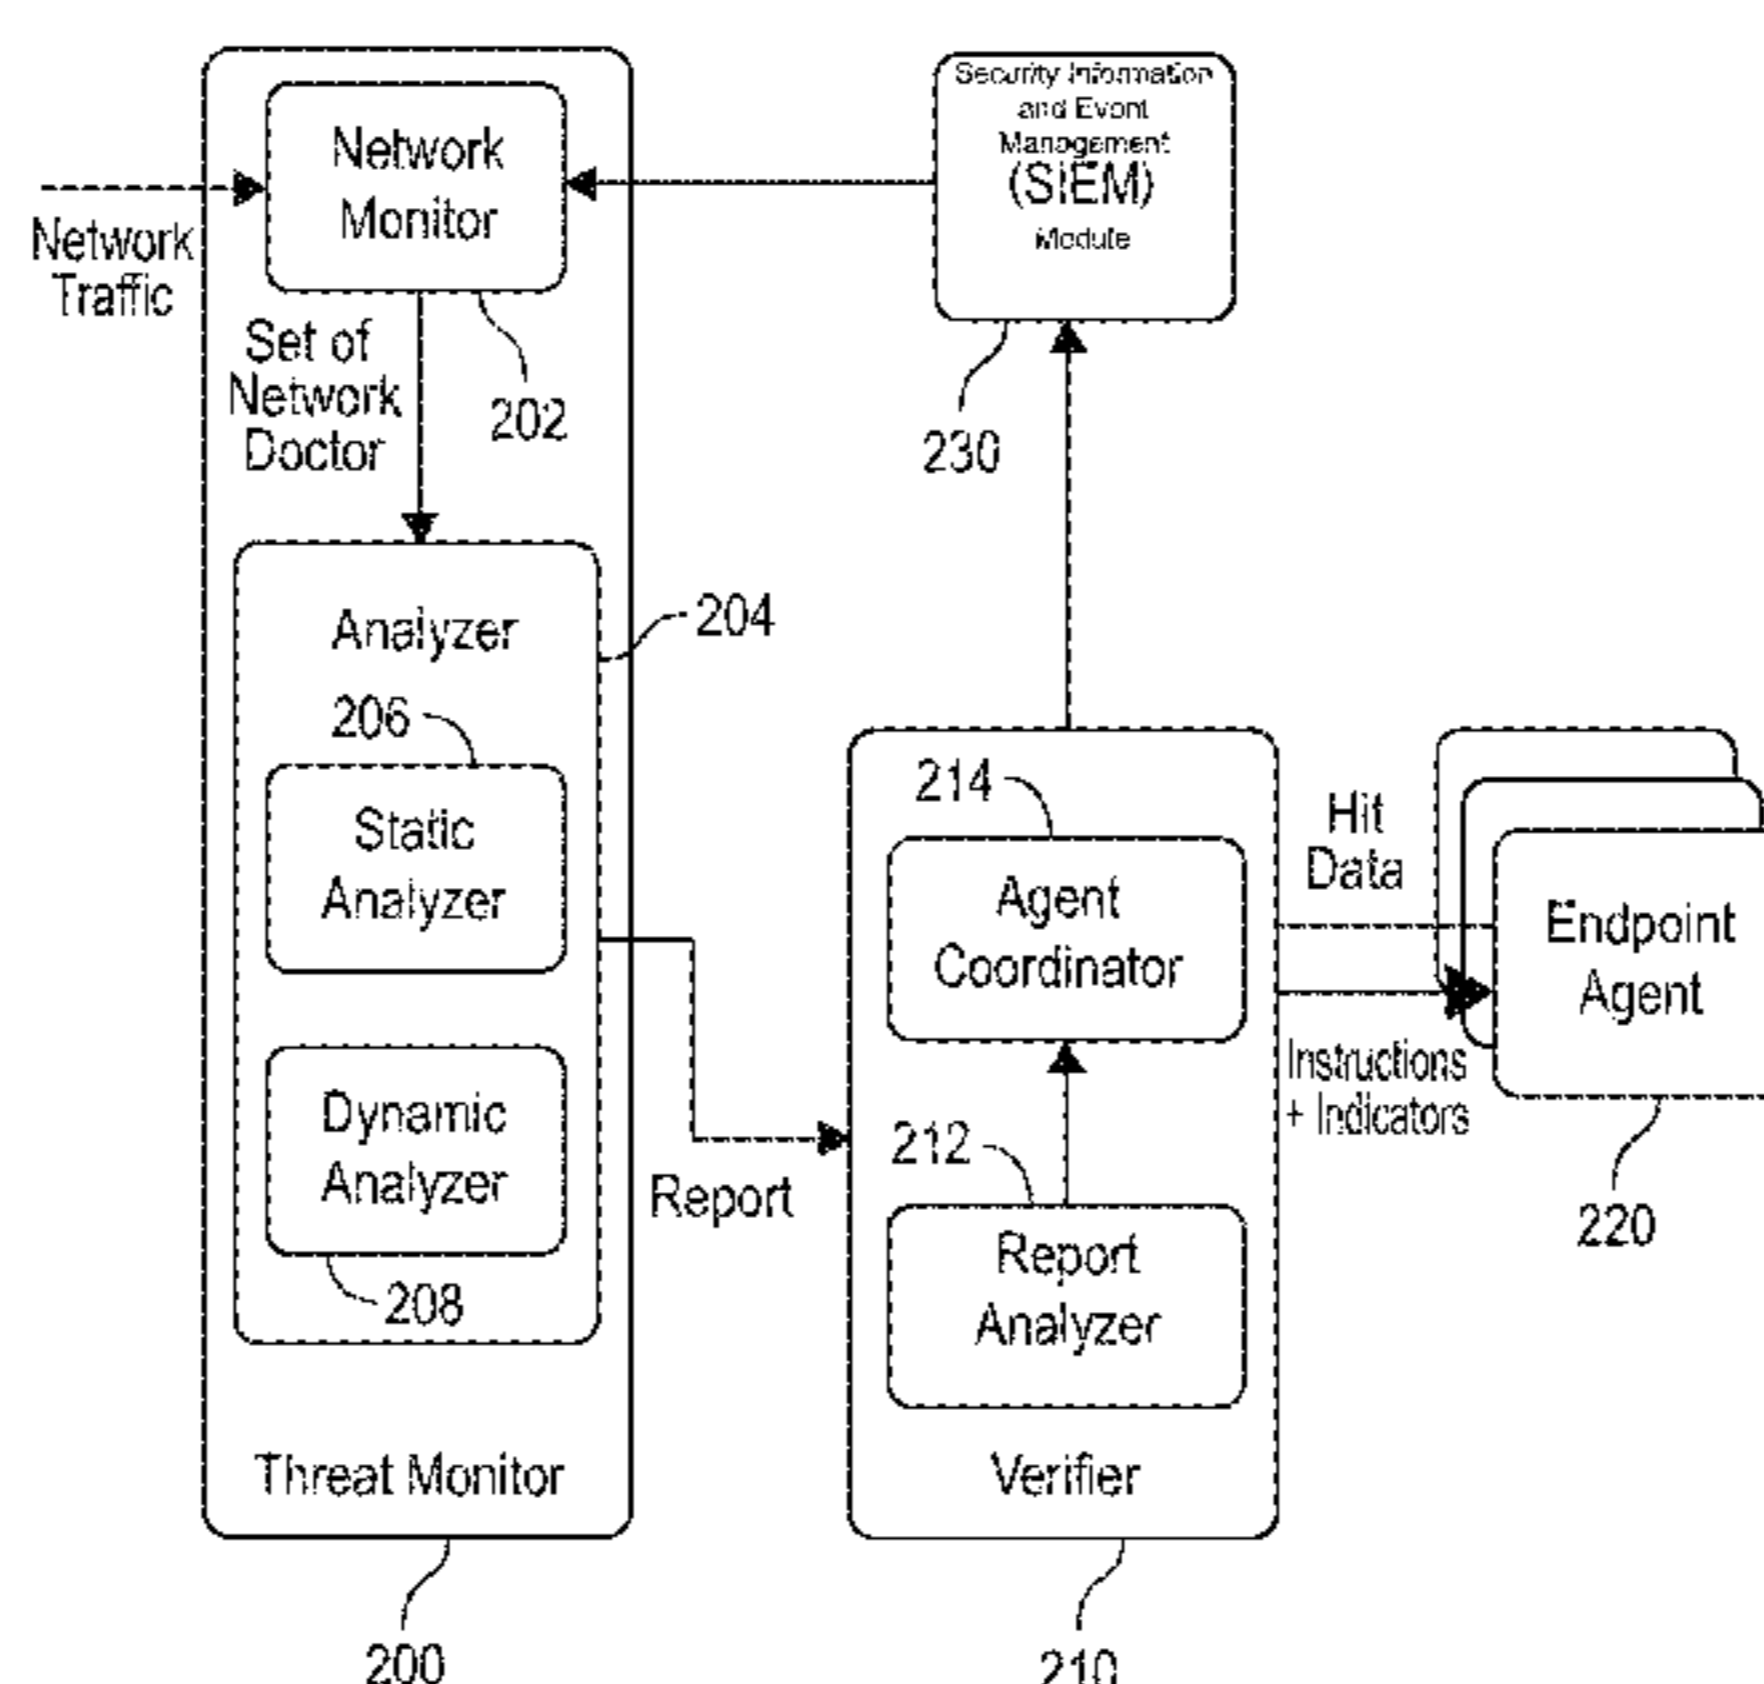 Network
Monitor
Network
Traffic
Set of
Network
Doctor
202
Security Information
and Event
Management
(SIEM)
Module
230
Analyzer
204
206
Static
Analyzer
Dynamic
Analyzer
208
Threat Monitor
200
Report
214
Agent
Coordinator
212
Report
Analyzer
Verifier
210
Hit
Data
Instructions
+ Indicators
Endpoint
Agent
220